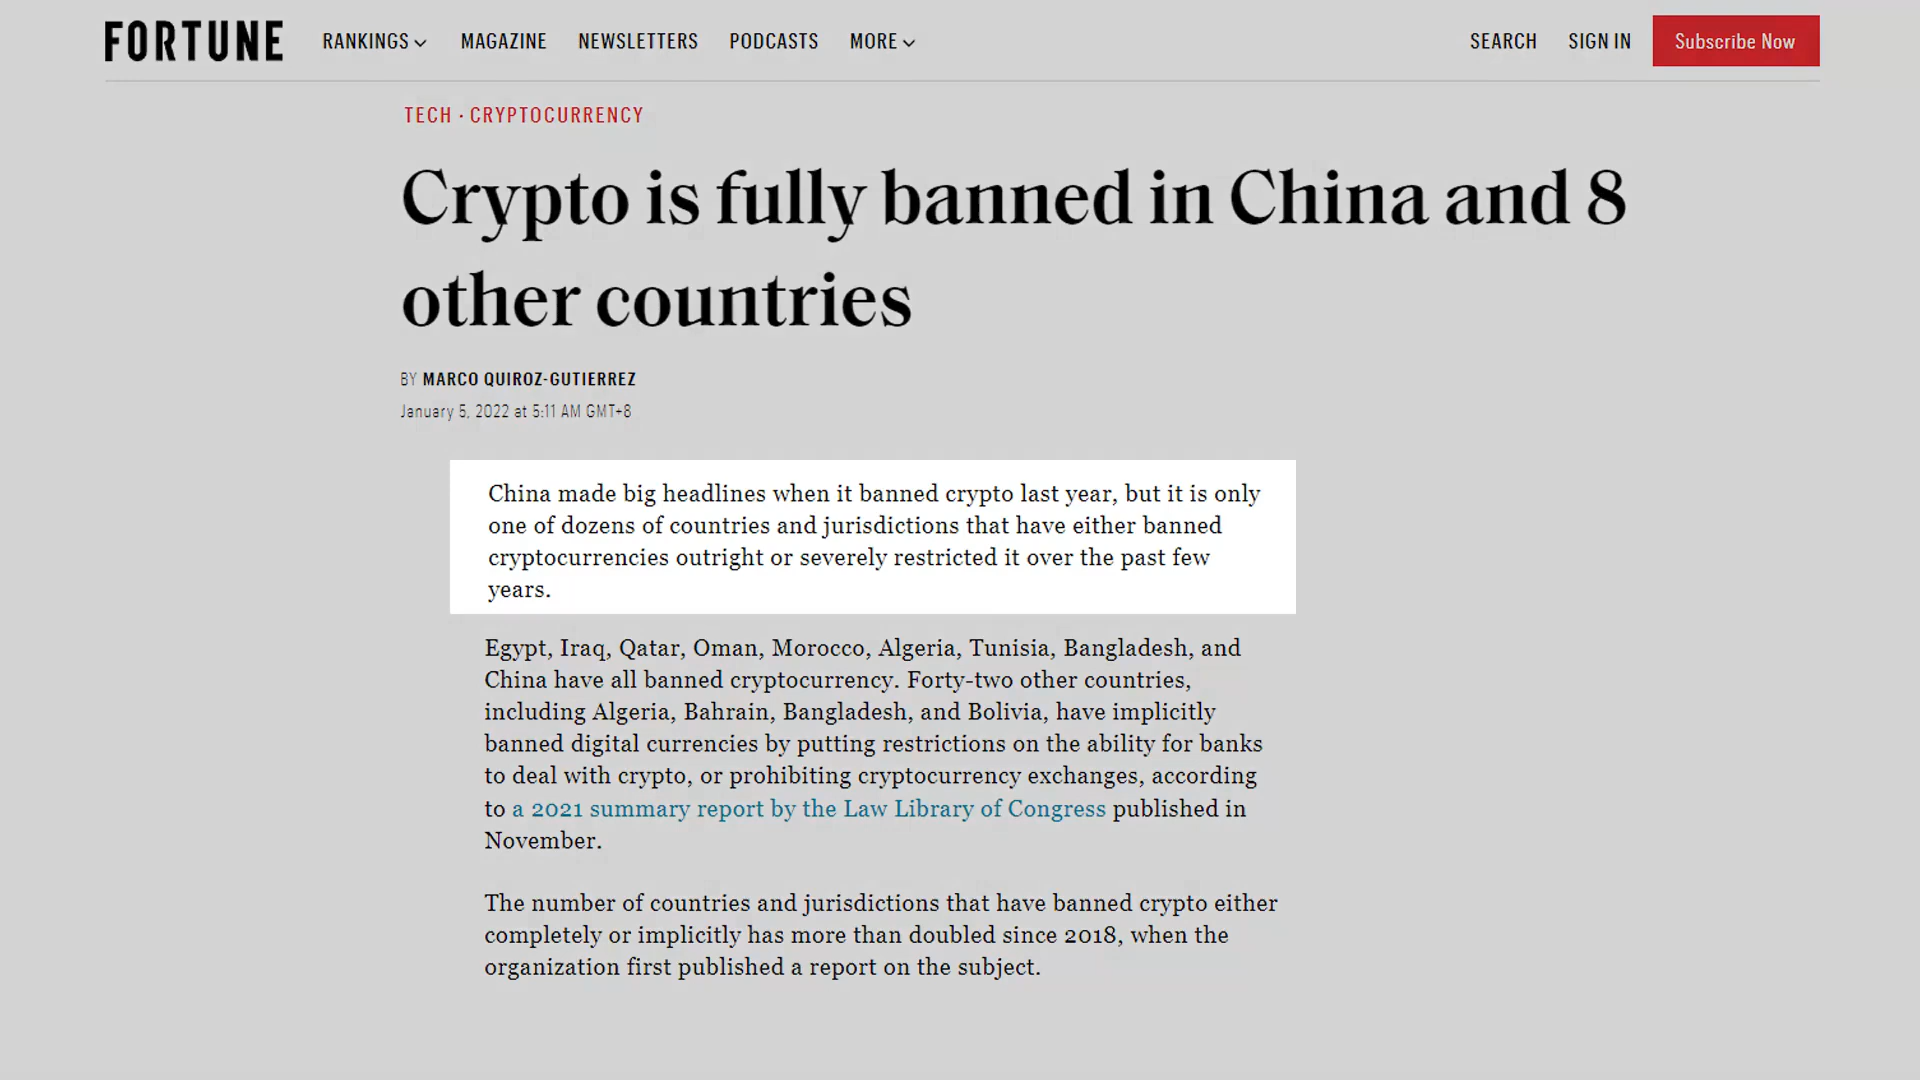 FORTUNE RANKINGS MAGAZINE NEWSLETTERS PODCASTS MORE SEARCH SIGN IN Subscribe Now
TECH · CRYPTOCURRENCY
Crypto is fully banned in China and 8
other countries
BY MARCO QUIROZ-GUTIERREZ
January 5, 2022 at 5:11 AM GMT+8
China made big headlines when it banned crypto last year, but it is only
one of dozens of countries and jurisdictions that have either banned
cryptocurrencies outright or severely restricted it over the past few
years.
Egypt, Iraq, Qatar, Oman, Morocco, Algeria, Tunisia, Bangladesh, and
China have all banned cryptocurrency. Forty-two other countries,
including Algeria, Bahrain, Bangladesh, and Bolivia, have implicitly
banned digital currencies by putting restrictions on the ability for banks
to deal with crypto, or prohibiting cryptocurrency exchanges, according
to a 2021 summary report by the Law Library of Congress published in
November.
The number of countries and jurisdictions that have banned crypto either
completely or implicitly has more than doubled since 2018, when the
organization first published a report on the subject.